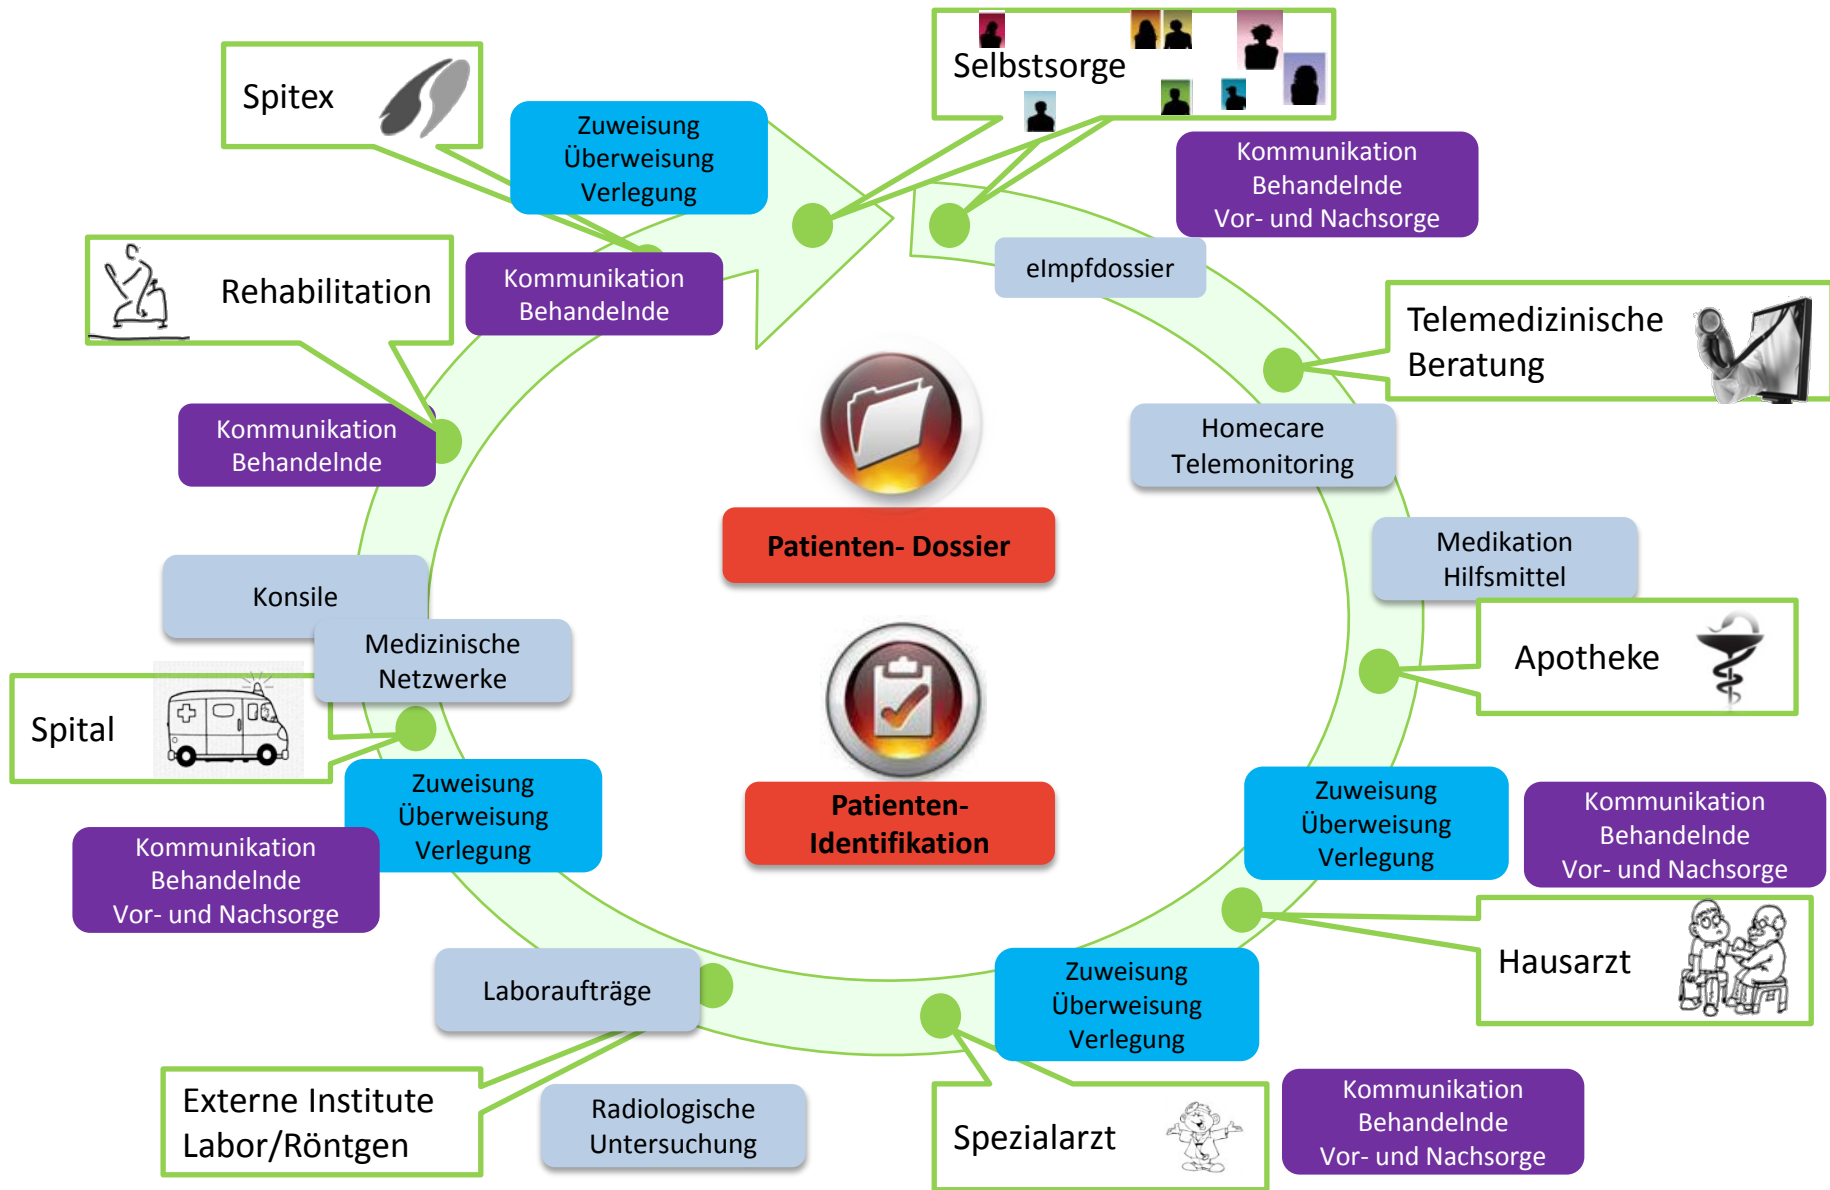 Selbstsorge
Spitex
Zuweisung
Überweisung
Verlegung
Kommunikation
Behandelnde
Vor- und Nachsorge
Rehabilitation
Kommunikation
Behandelnde
eImpfdossier
Telemedizinische
Beratung
Kommunikation
Behandelnde
Homecare
Telemonitoring
Patienten- Dossier
Medikation
Hilfsmittel
Konsile
Medizinische
Netzwerke
Apotheke
Spital
Zuweisung
Überweisung
Verlegung
Patienten-
Identifikation
Zuweisung
Überweisung
Verlegung
Kommunikation
Behandelnde
Vor- und Nachsorge
Kommunikation
Behandelnde
Vor- und Nachsorge
Laboraufträge
Zuweisung
Überweisung
Verlegung
Hausarzt
Externe Institute
Labor/Röntgen
Radiologische
Untersuchung
Spezialarzt
Kommunikation
Behandelnde
Vor- und Nachsorge